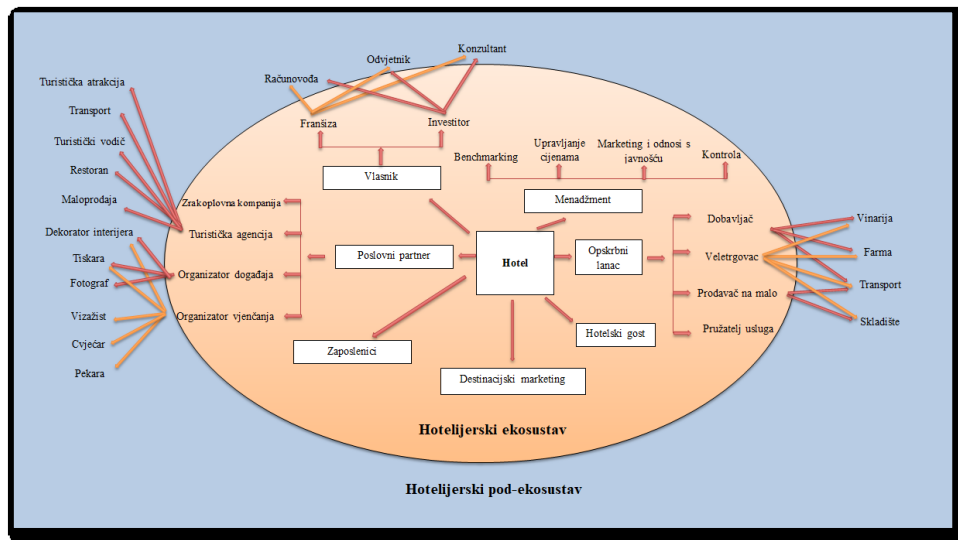 Konzultant
Odvjetnik
Računovođa
Turistička atrakcija
Transport
Turistički vodič
Restoran
Maloprodaja
Dekorator interijera
Tiskara
Fotograf
Vizažist
Cvjećar
Pekara
Franšiza
Investitor
Vlasnik
Benchmarking
Upravljanje
cijenama
Marketing i odnosi s
javnošću
Kontrola
Menadžment
Zrakoplovna kompanija
Turistička agencija
Organizator događaja
Organizator vjenčanja
Poslovni partner
Hotel
Opskrbni
lanac
Dobavljač
Veletrgovac
Prodavač na malo
Pružatelj usluga
Vinarija
Farma
Transport
Skladište
Hotelski gost
Zaposlenici
Destinacijski marketing
Hotelijerski ekosustav
Hotelijerski pod-ekosustav